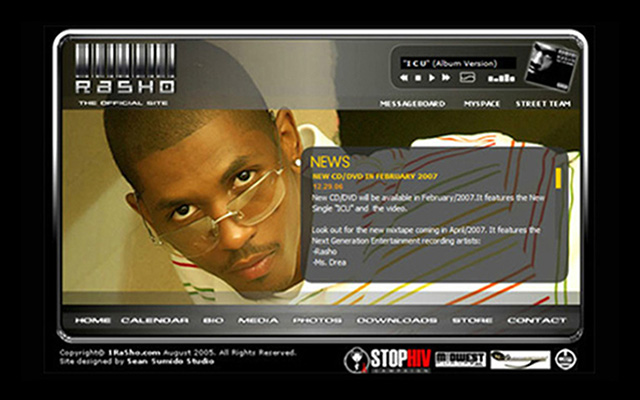 RaSHO
THE OFFICIAL SITE
"I C U" (Album Version)
MESSAGEBOARD MYSPACE STREET TEAM
NEWS
NEW CD/DVD IN FEBRUARY 2007
12.29.06
New CD/DVD will be available in February/2007.It features the New
Single "ICU" and the video.
Look out for the new mixtape coming in April/2007. It features the
Next Generation Entertainment recording artists:
-Rasho
-Ms. Drea
HOME CALENDAR BIO MEDIA PHOTOS DOWNLOADS STORE CONTACT
Copyright© 1RaSho.com August 2005. All Rights Reserved.
Site designed by Sean Sumido Studio
STOPHIV
CAMPAIGN
MIDWEST